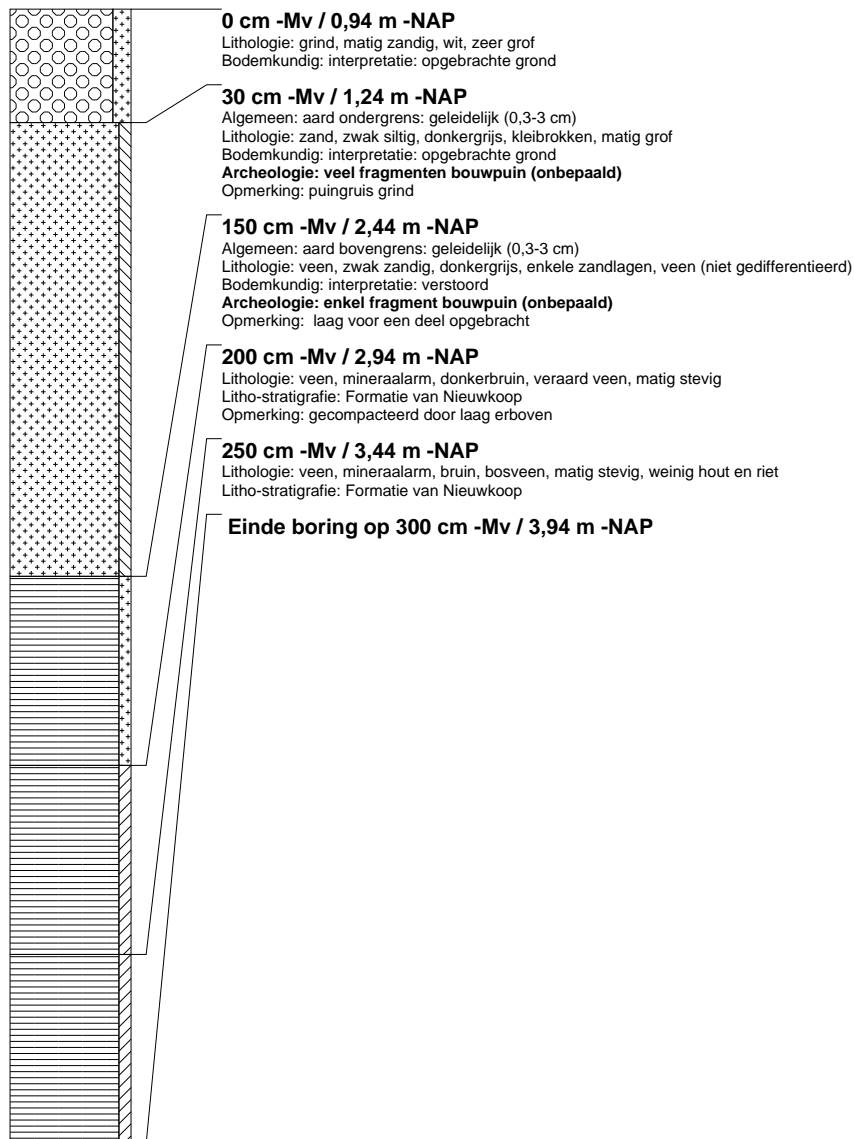 0 cm -Mv / 0,94 m -NAP
Lithologie: grind, matig zandig, wit, zeer grof
Bodemkundig: interpretatie: opgebrachte grond
30 cm -Mv / 1,24 m -NAP
Algemeen: aard ondergrens: geleidelijk (0,3-3 cm)
Lithologie: zand, zwak siltig, donkergrijs, kleibrokken, matig grof
Bodemkundig: interpretatie: opgebrachte grond
Archeologie: veel fragmenten bouwpuin (onbepaald)
Opmerking: puingruis grind
150 cm -Mv / 2,44 m -NAP
Algemeen: aard bovengrens: geleidelijk (0,3-3 cm)
Lithologie: veen, zwak zandig, donkergrijs, enkele zandlagen, veen (niet gedifferentieerd)
Bodemkundig: interpretatie: verstoord
Archeologie: enkel fragment bouwpuin (onbepaald)
Opmerking:  laag voor een deel opgebracht
200 cm -Mv / 2,94 m -NAP
Lithologie: veen, mineraalarm, donkerbruin, veraard veen, matig stevig
Litho-stratigrafie: Formatie van Nieuwkoop
Opmerking: gecompacteerd door laag erboven
250 cm -Mv / 3,44 m -NAP
Lithologie: veen, mineraalarm, bruin, bosveen, matig stevig, weinig hout en riet
Litho-stratigrafie: Formatie van Nieuwkoop
Einde boring op 300 cm -Mv / 3,94 m -NAP